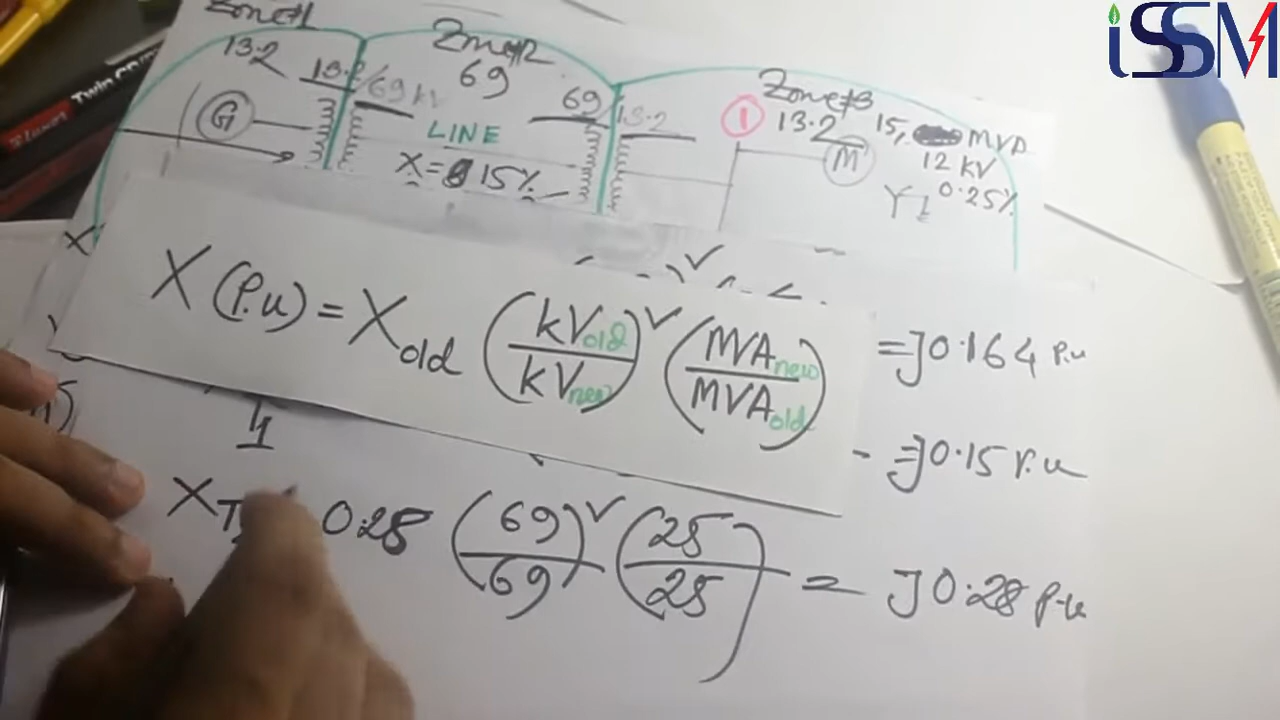 iSSM
Zone#1
Zone#2
Zone#3
13.2
13.2/69 kV
69
69/13.2
1
13.2
15, MVA
G
LINE
M
12 kV
X=15%
Y 0.25%
X (P.u) = Xold (kVold/kVnew)² (MVAnew/MVAold) = J0.164 P.u
= J0.15 P.u
XT 0.28 (69/69)² (25/25) = J0.28 P.u